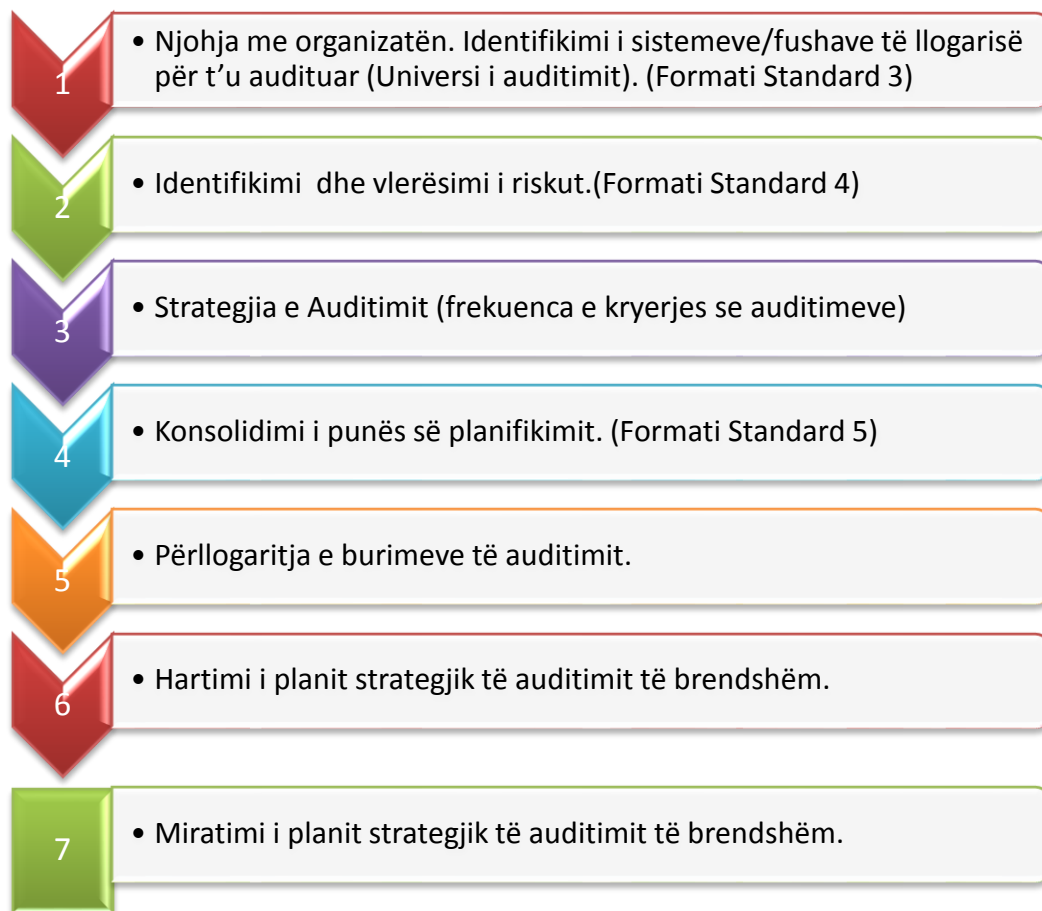 1
• Njohja me organizatën. Identifikimi i sistemeve/fushave të llogarisë
për t’u audituar (Universi i auditimit). (Formati Standard 3)
2
• Identifikimi dhe vlerësimi i riskut.(Formati Standard 4)
3
• Strategjia e Auditimit (frekuenca e kryerjes se auditimeve)
4
• Konsolidimi i punës së planifikimit. (Formati Standard 5)
5
• Përllogaritja e burimeve të auditimit.
6
• Hartimi i planit strategjik të auditimit të brendshëm.
7
• Miratimi i planit strategjik të auditimit të brendshëm.